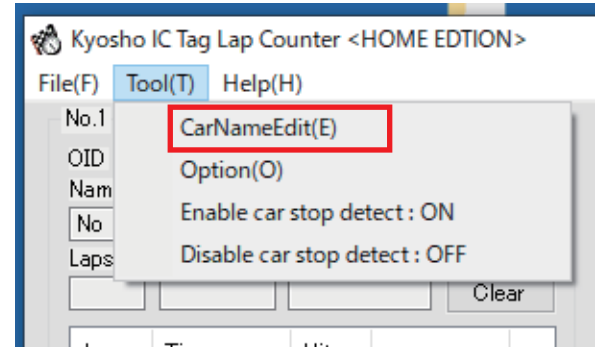 Kyosho IC Tag Lap Counter <HOME EDTION>
File(F) Tool(T) Help(H)
No.1
CarNameEdit(E)
OID
Option(O)
Nam
Enable car stop detect : ON
No
Disable car stop detect : OFF
Laps
Clear